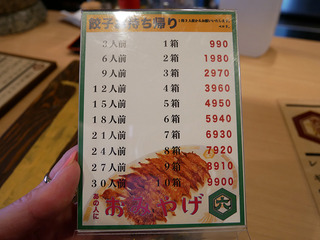 餃子お持ち帰り
3人前 1箱 990
6人前 2箱 1980
9人前 3箱 2970
12人前 4箱 3960
15人前 5箱 4950
18人前 6箱 5940
21人前 7箱 6930
24人前 8箱 7920
27人前 9箱 8910
30人前 10箱 9900
おみやげ